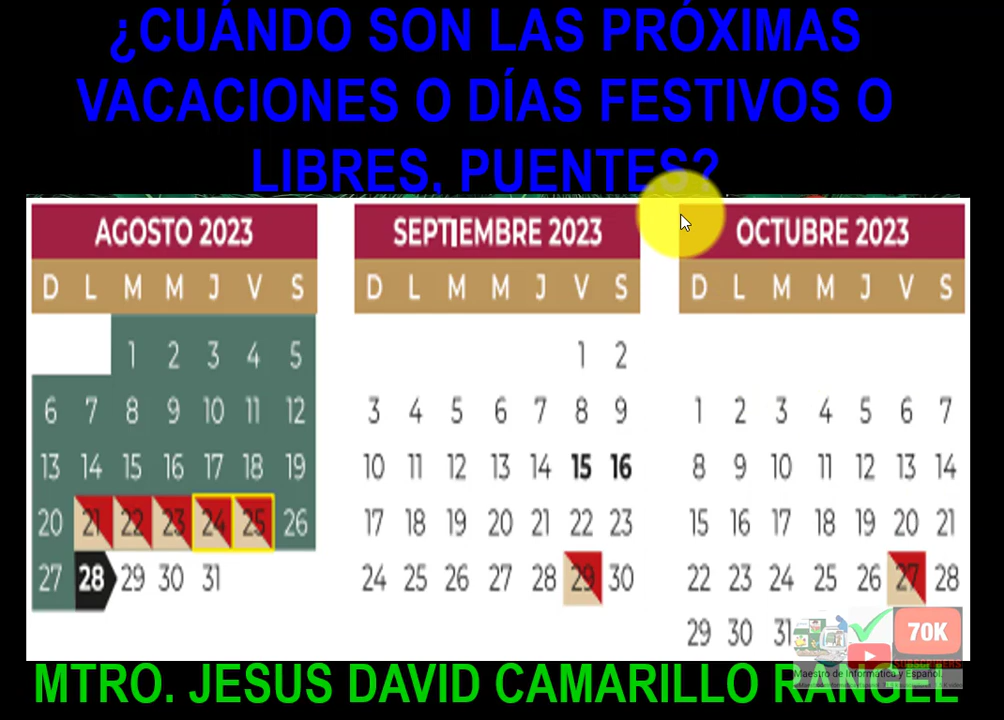 ¿CUÁNDO SON LAS PRÓXIMAS
VACACIONES O DÍAS FESTIVOS O
LIBRES, PUENTES?
AGOSTO 2023
D L M M J V S
1 2 3 4 5
6 7 8 9 10 11 12
13 14 15 16 17 18 19
20 21 22 23 24 25 26
27 28 29 30 31
SEPTIEMBRE 2023
D L M M J V S
1 2
3 4 5 6 7 8 9
10 11 12 13 14 15 16
17 18 19 20 21 22 23
24 25 26 27 28 29 30
OCTUBRE 2023
D L M M J V S
1 2 3 4 5 6 7
8 9 10 11 12 13 14
15 16 17 18 19 20 21
22 23 24 25 26 27 28
29 30 31
70K
SUBSCRIBERS
Maestro de Informática y Español.
MTRO. JESUS DAVID CAMARILLO RANGEL